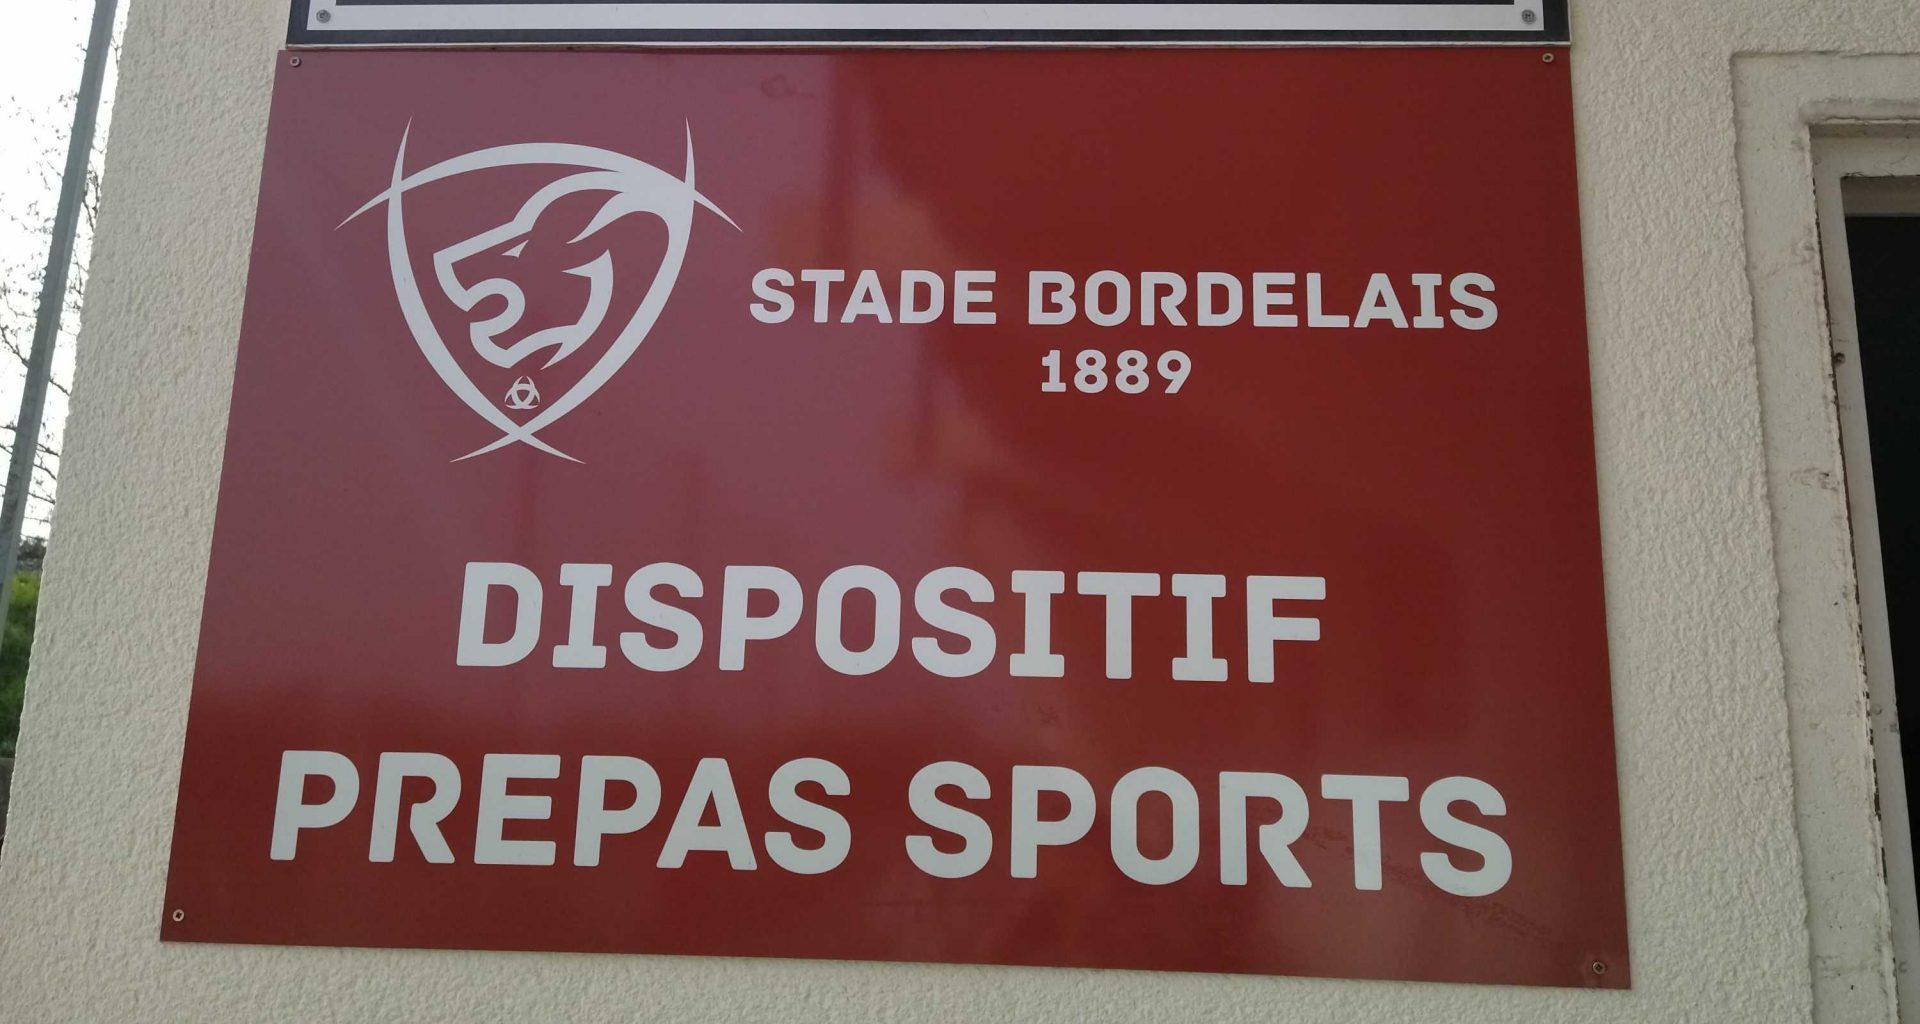 STADE BORDELAIS
1889
DISPOSITIF
PREPAS SPORTS